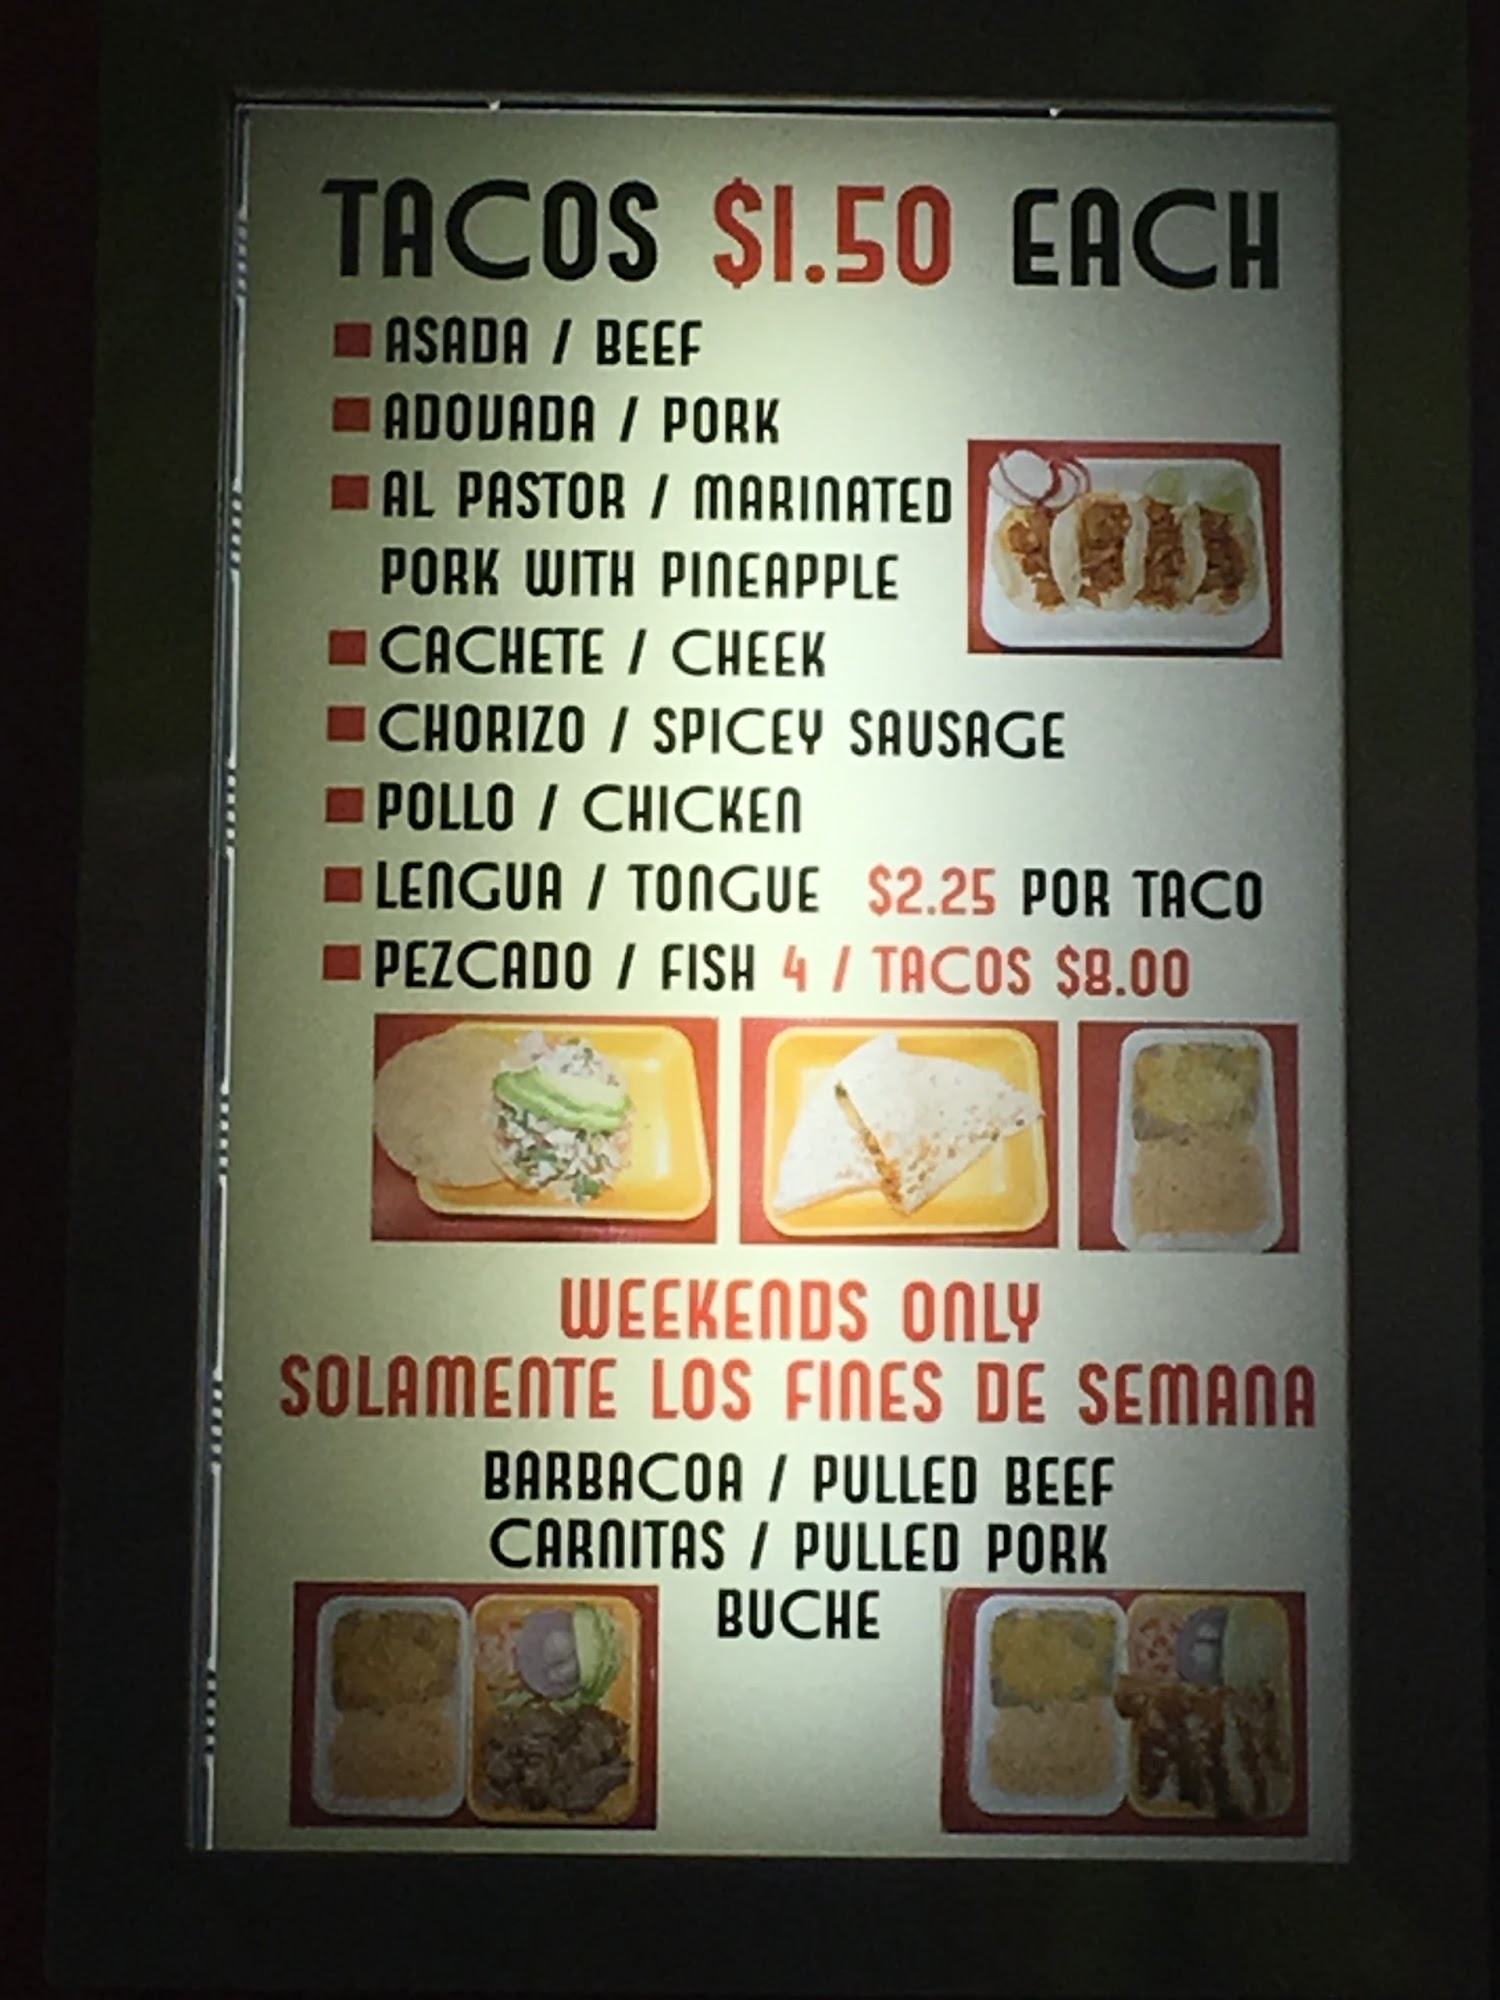 TACOS $1.50 EACH
ASADA / BEEF
ADOVADA / PORK
AL PASTOR / MARINATED
PORK WITH PINEAPPLE
CACHETE / CHEEK
CHORIZO / SPICEY SAUSAGE
POLLO / CHICKEN
LENGUA / TONGUE $2.25 POR TACO
PEZCADO / FISH 4 / TACOS $8.00
WEEKENDS ONLY
SOLAMENTE LOS FINES DE SEMANA
BARBACOA / PULLED BEEF
CARNITAS / PULLED PORK
BUCHE